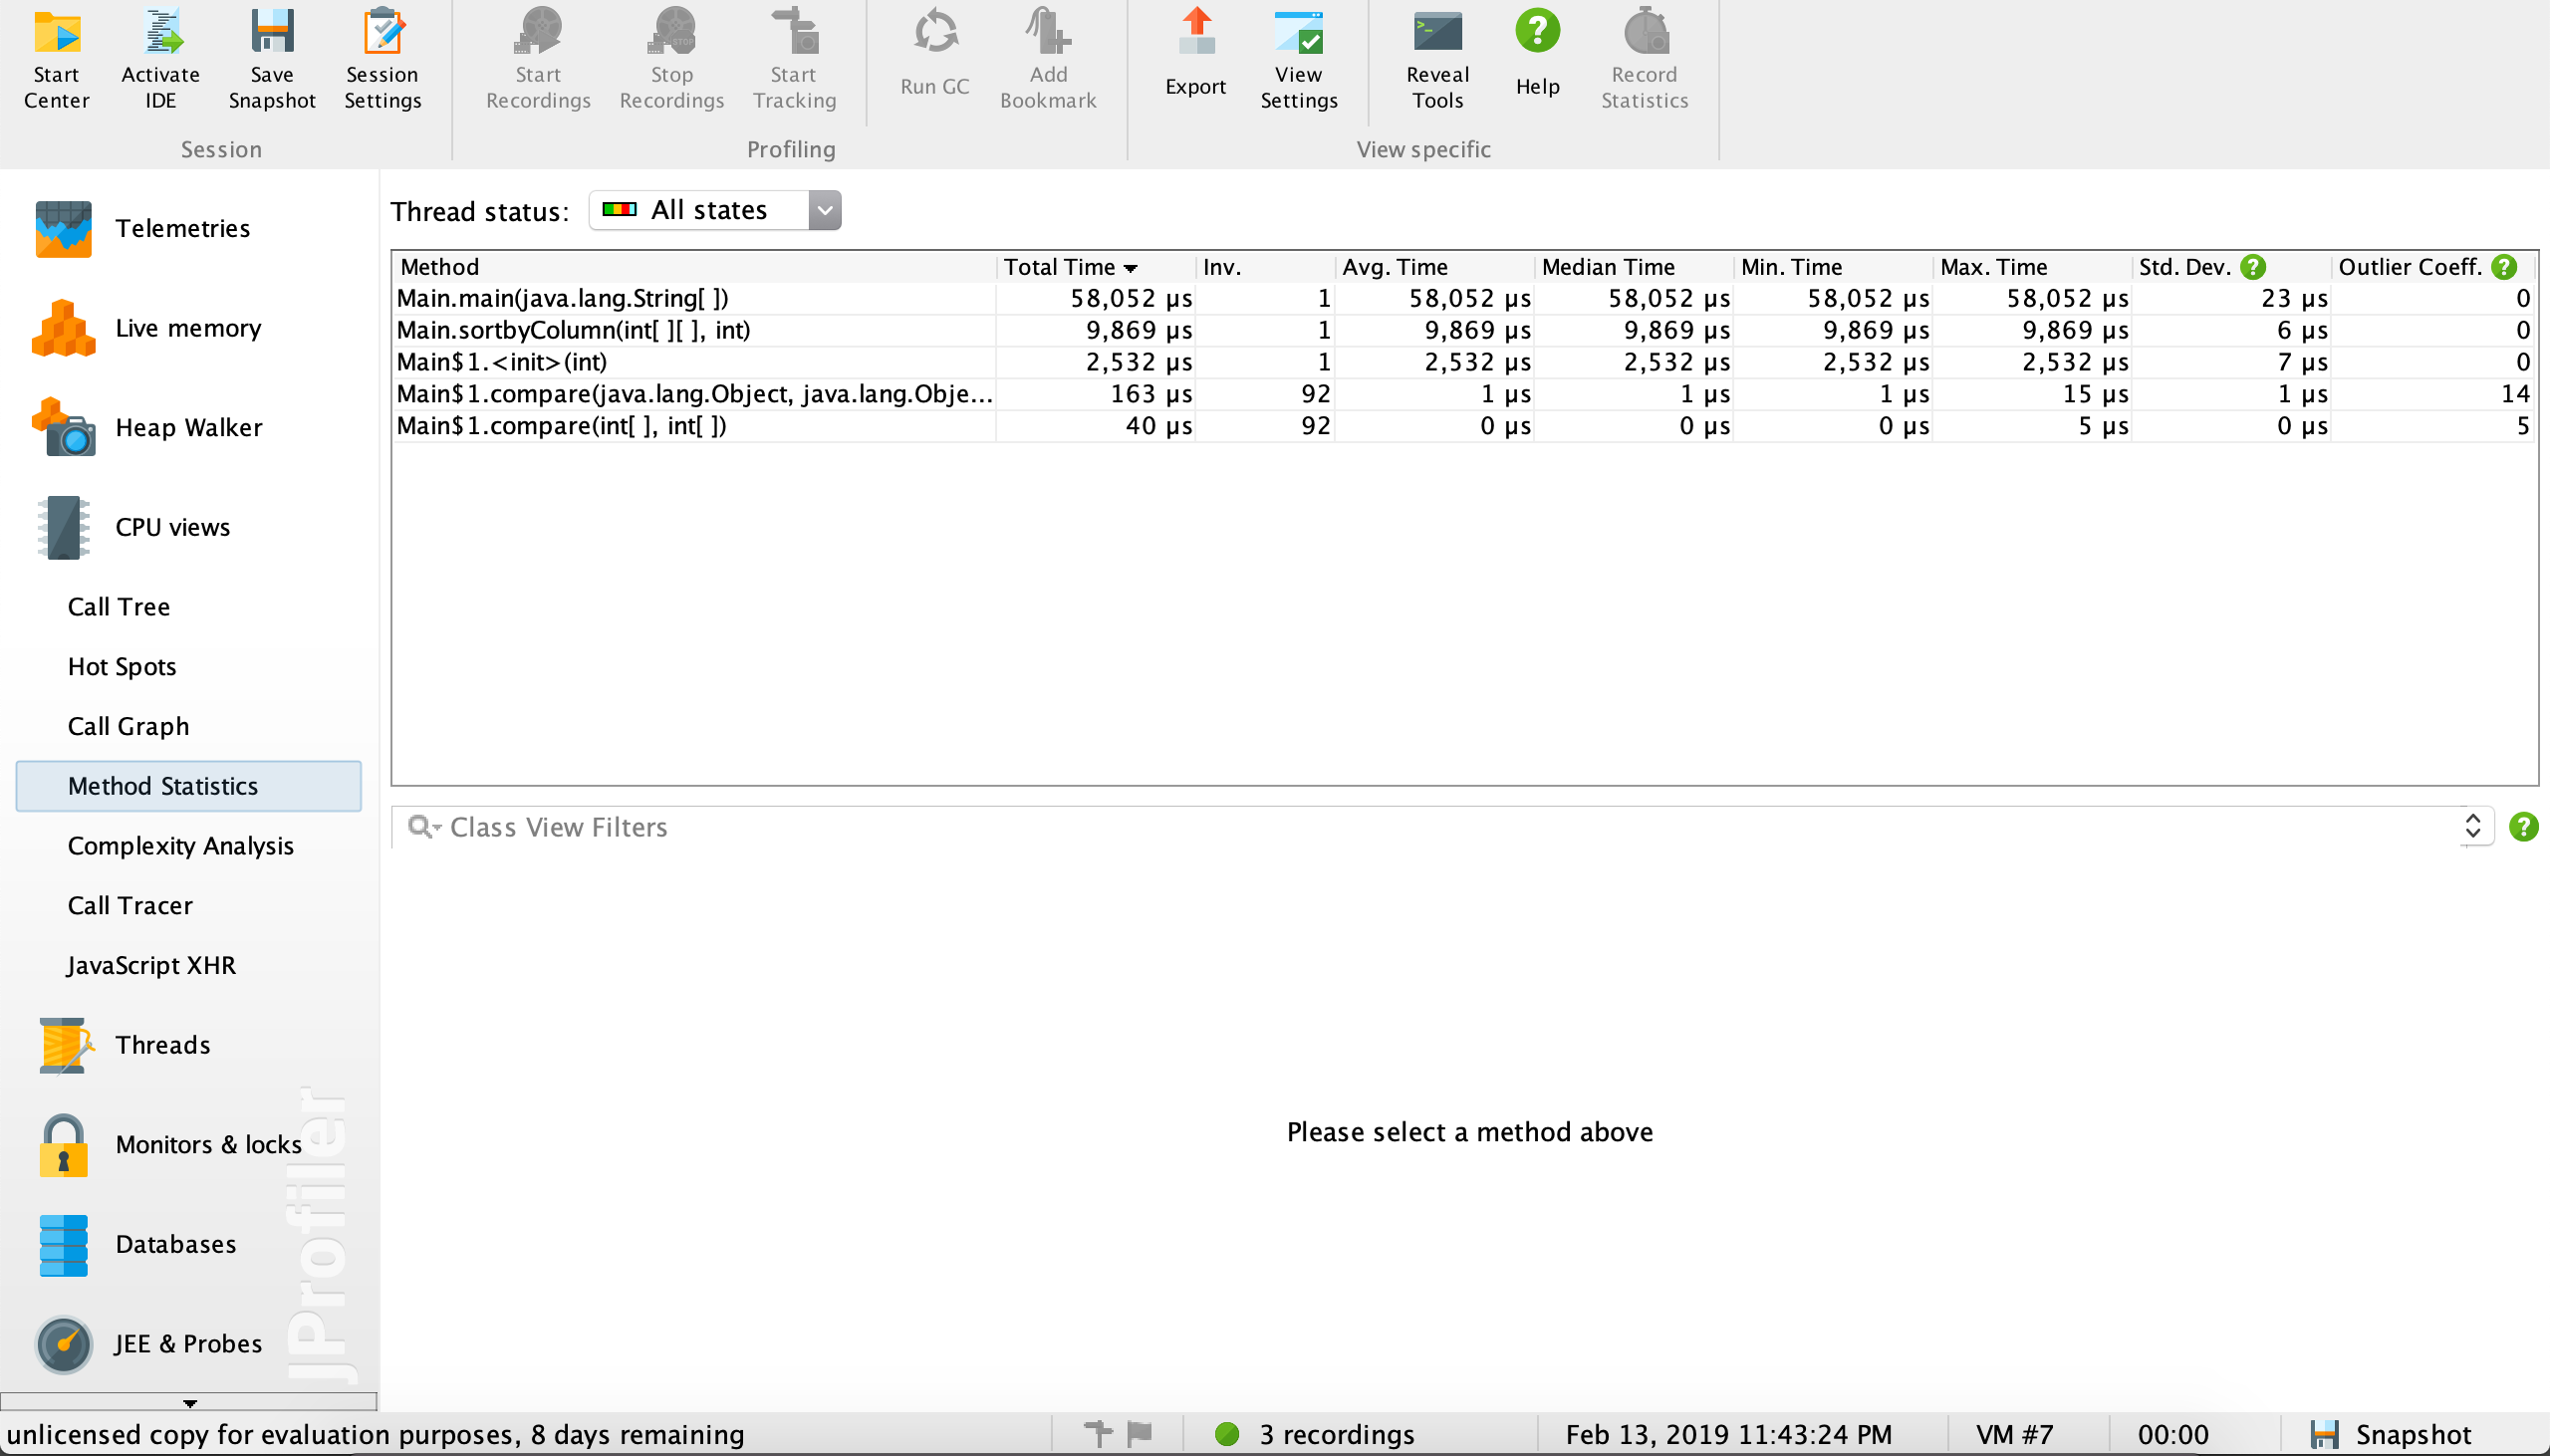 Start Center
Activate IDE
Save Snapshot
Session Settings
Start Recordings
Stop Recordings
Start Tracking
Run GC
Add Bookmark
Export
View Settings
Reveal Tools
Help
Record Statistics
Session
Profiling
View specific
Telemetries
Live memory
Heap Walker
CPU views
Call Tree
Hot Spots
Call Graph
Method Statistics
Complexity Analysis
Call Tracer
JavaScript XHR
Threads
Monitors & locks
Databases
JEE & Probes
JProfiler
Thread status: All states
Method Total Time Inv. Avg. Time Median Time Min. Time Max. Time Std. Dev. ? Outlier Coeff. ?
Main.main(java.lang.String[ ]) 58,052 µs 1 58,052 µs 58,052 µs 58,052 µs 58,052 µs 23 µs 0
Main.sortbyColumn(int[ ][ ], int) 9,869 µs 1 9,869 µs 9,869 µs 9,869 µs 9,869 µs 6 µs 0
Main$1.<init>(int) 2,532 µs 1 2,532 µs 2,532 µs 2,532 µs 2,532 µs 7 µs 0
Main$1.compare(java.lang.Object, java.lang.Obje... 163 µs 92 1 µs 1 µs 1 µs 15 µs 1 µs 14
Main$1.compare(int[ ], int[ ]) 40 µs 92 0 µs 0 µs 0 µs 5 µs 0 µs 5
Class View Filters ?
Please select a method above
unlicensed copy for evaluation purposes, 8 days remaining 3 recordings Feb 13, 2019 11:43:24 PM VM #7 00:00 Snapshot